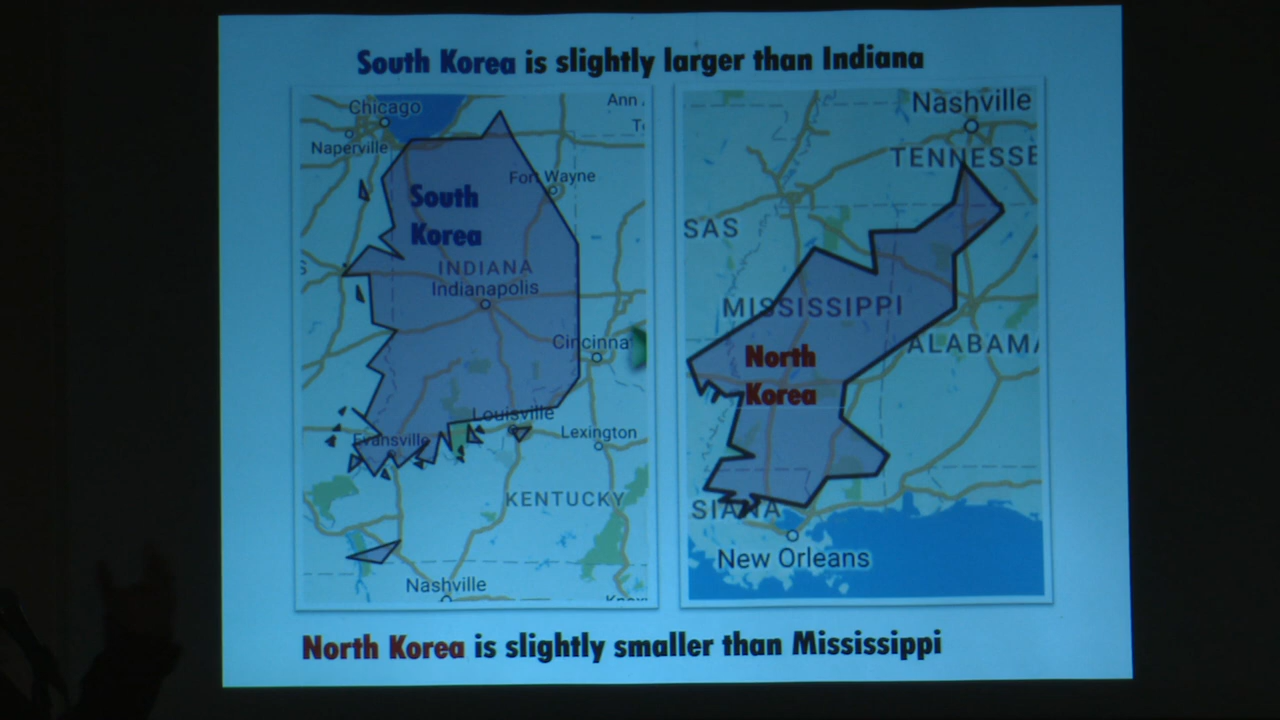 South Korea is slightly larger than Indiana
Chicago
Ann
Naperville
Fort Wayne
South
Korea
INDIANA
Indianapolis
Cincinna
Louisville
Evansville
Lexington
KENTUCKY
Nashville
Nashville
TENNESSE
SAS
MISSISSIPPI
ALABAMA
North
Korea
SIANA
New Orleans
North Korea is slightly smaller than Mississippi